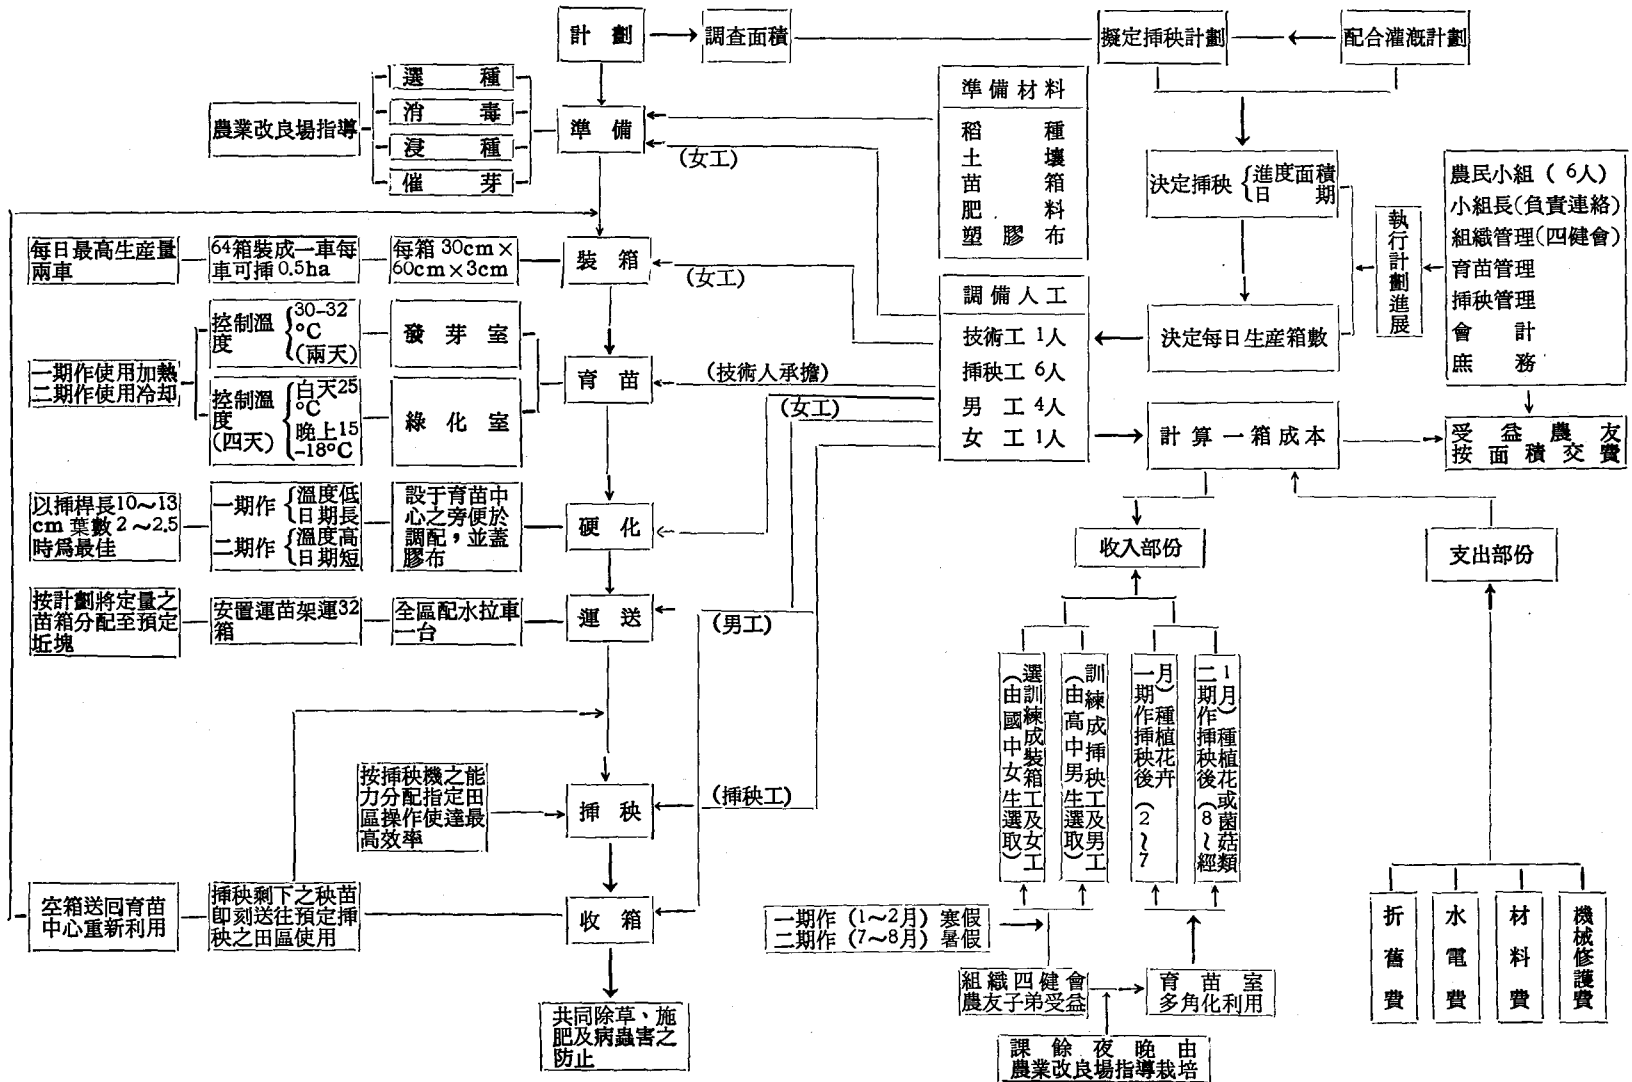 計劃
調查面積
擬定挿秧計劃
配合灌溉計劃
選種
消毒
浸種
催芽
農業改良場指導
準備
(女工)
準備材料
稻種
土壤
苗箱
肥料
塑膠布
決定挿秧{進度面積
日期
執行計劃進展
農民小組(6人)
小組長(負責連絡)
組織管理(四健會)
育苗管理
挿秧管理
會計
庶務
每日最高生產量
兩車
64箱裝成一車每
車可挿0.5ha
每箱30cm×
60cm×3cm
裝箱
(女工)
調備人工
技術工1人
挿秧工6人
男工4人
女工1人
決定每日生產箱數
控制溫
度
{30-32
°C
(兩天)
發芽室
一期作使用加熱
二期作使用冷却
控制溫
度
(四天)
{白天25
°C
晚上15
-18°C
綠化室
育苗
(技術人承擔)
(女工)
計算一箱成本
受益農友
按面積交費
以挿桿長10～13
cm葉數2～2.5
時爲最佳
一期作{溫度低
日期長
二期作{溫度高
日期短
設于育苗中
心之旁便於
調配，並蓋
膠布
硬化
收入部份
支出部份
按計劃將定量之
苗箱分配至預定
坵塊
安置運苗架運32
箱
全區配水拉車
一台
運送
(男工)
選訓練成裝箱工及女工
(由國中女生選取)
訓練成挿秧工及男工
(由高中男生選取)
月)種植花卉
一期作挿秧後(2～7
1月)種植花或菌菇類
二期作挿秧後(8～經
按挿秧機之能
力分配指定田
區操作使達最
高效率
挿秧
(挿秧工)
空箱送囘育苗
中心重新利用
挿秧剩下之秧苗
卽刻送往預定挿
秧之田區使用
收箱
一期作(1～2月)寒假
二期作(7～8月)暑假
折舊費
水電費
材料費
機械修護費
組織四健會
農友子弟受益
育苗室
多角化利用
共同除草、施
肥及病蟲害之
防止
課餘夜晚由
農業改良場指導栽培